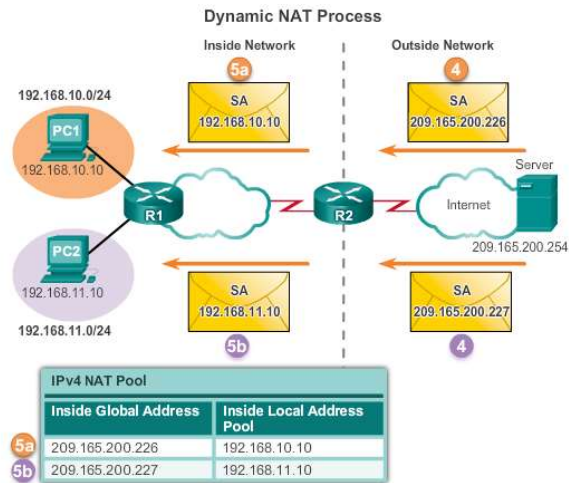 Dynamic NAT Process
Inside Network
Outside Network
5a
4
192.168.10.0/24
SA
192.168.10.10
SA
209.165.200.226
PC1
192.168.10.10
Server
R1
R2
Internet
PC2
209.165.200.254
192.168.11.10
SA
192.168.11.10
SA
209.165.200.227
192.168.11.0/24
5b
4
IPv4 NAT Pool
Inside Global Address
Inside Local Address Pool
5a
209.165.200.226
192.168.10.10
5b
209.165.200.227
192.168.11.10